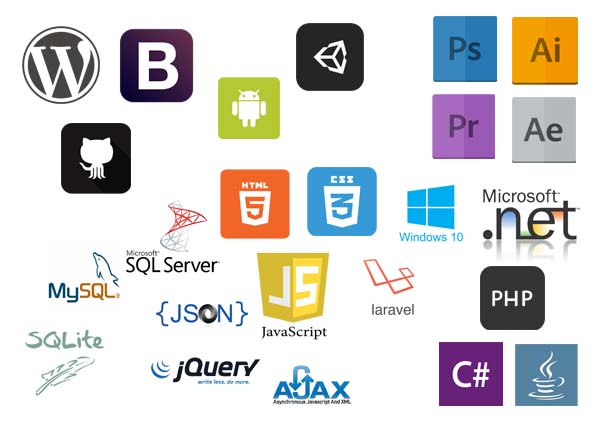 W
B
Ps
Ai
Pr
Ae
HTML
5
CSS
3
Windows 10
Microsoft
.net
Microsoft
SQL Server
MySQL
{JSON}
JS
JavaScript
laravel
PHP
SQLite
jQuery
write less, do more.
AJAX
Asynchronous Javascript And XML
C#